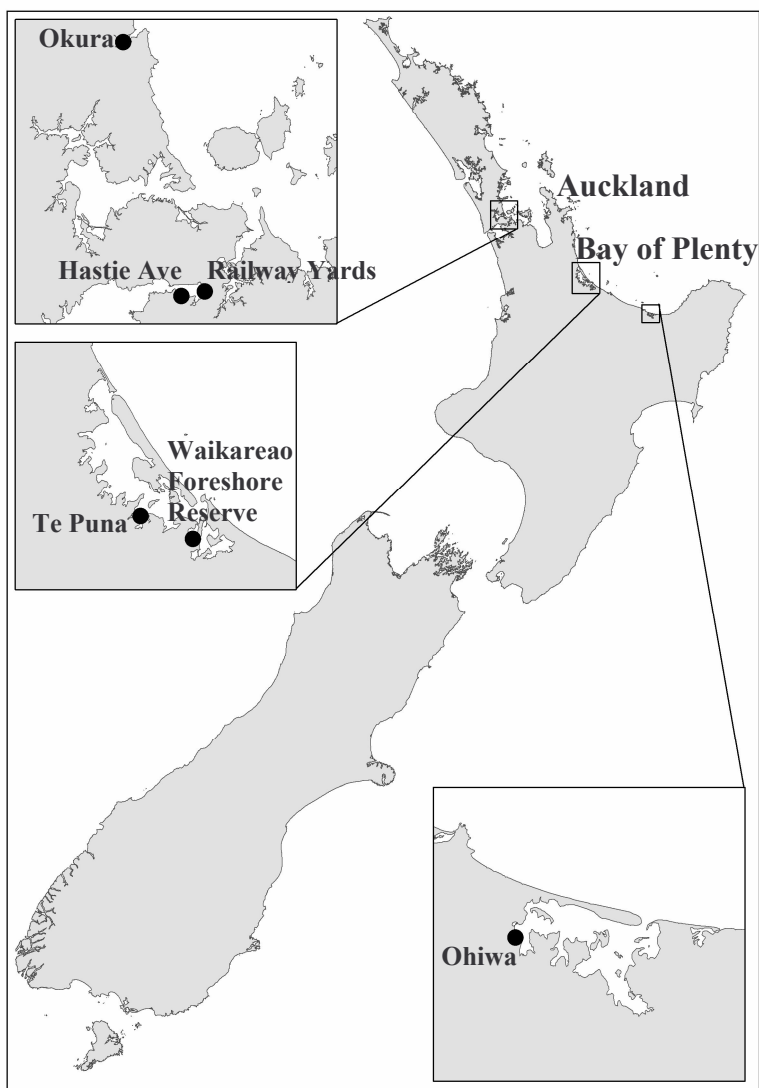 Okura
Auckland
Bay of Plenty
Hastie Ave
Railway Yards
Waikareao
Foreshore
Reserve
Te Puna
Ohiwa